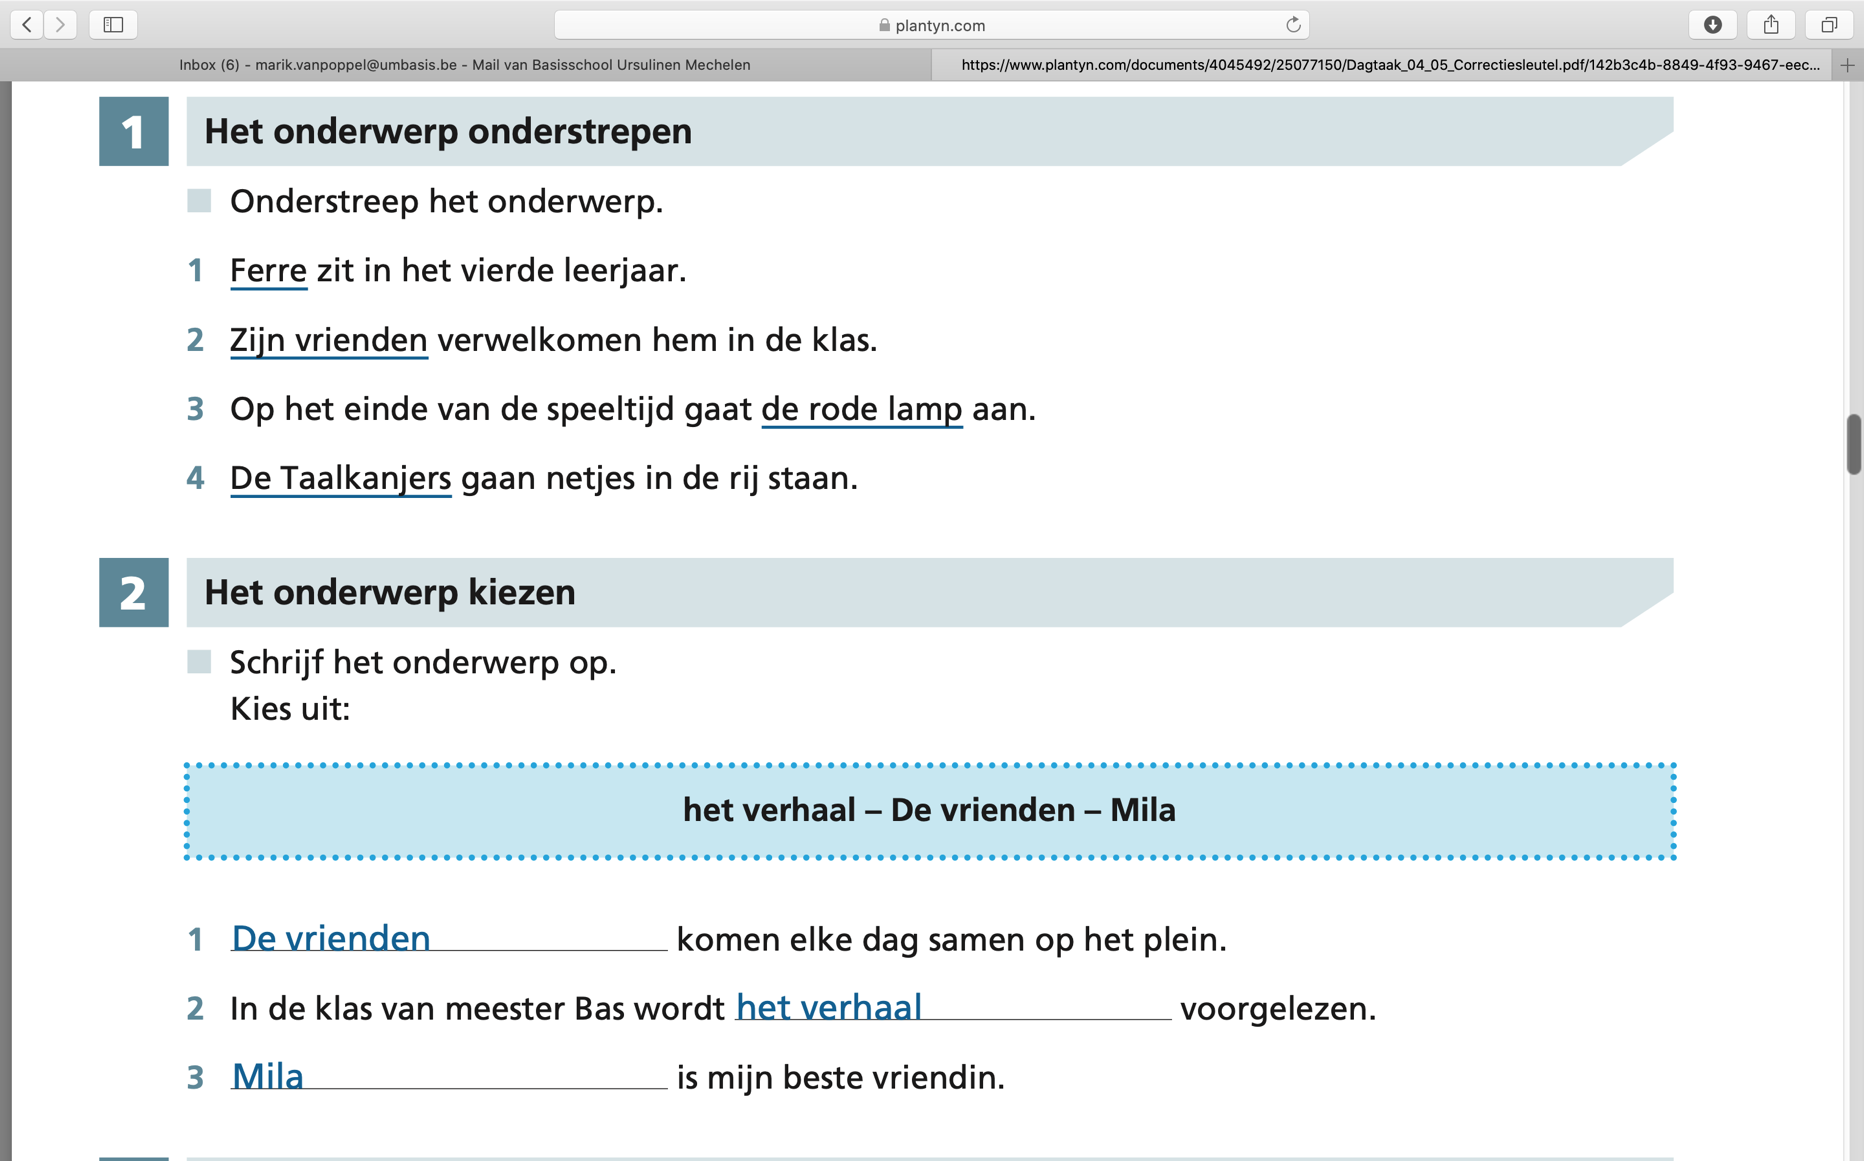 plantyn.com
Inbox (6) - marik.vanpoppel@umbasis.be - Mail van Basisschool Ursulinen Mechelen
https://www.plantyn.com/documents/4045492/25077150/Dagtaak_04_05_Correctiesleutel.pdf/142b3c4b-8849-4f93-9467-eec...
1 Het onderwerp onderstrepen
Onderstreep het onderwerp.
1 Ferre zit in het vierde leerjaar.
2 Zijn vrienden verwelkomen hem in de klas.
3 Op het einde van de speeltijd gaat de rode lamp aan.
4 De Taalkanjers gaan netjes in de rij staan.
2 Het onderwerp kiezen
Schrijf het onderwerp op.
Kies uit:
het verhaal – De vrienden – Mila
1 De vrienden komen elke dag samen op het plein.
2 In de klas van meester Bas wordt het verhaal voorgelezen.
3 Mila is mijn beste vriendin.